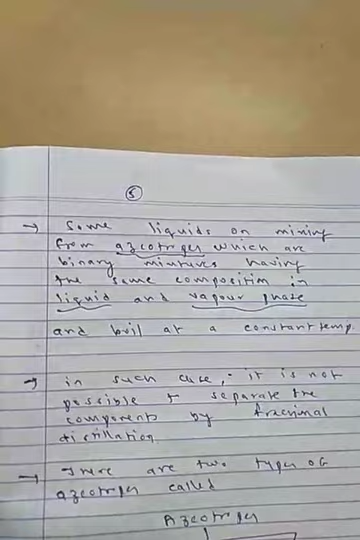 5
→ Some liquids on mixing
from azeotropes which are
binary mixtures having
the same composition in
liquid and vapour phase
and boil at a constant temp.
→ in such case, it is not
possible to separate the
components by fractional
distillation
→ There are two types of
azeotropes called
Azeotropes